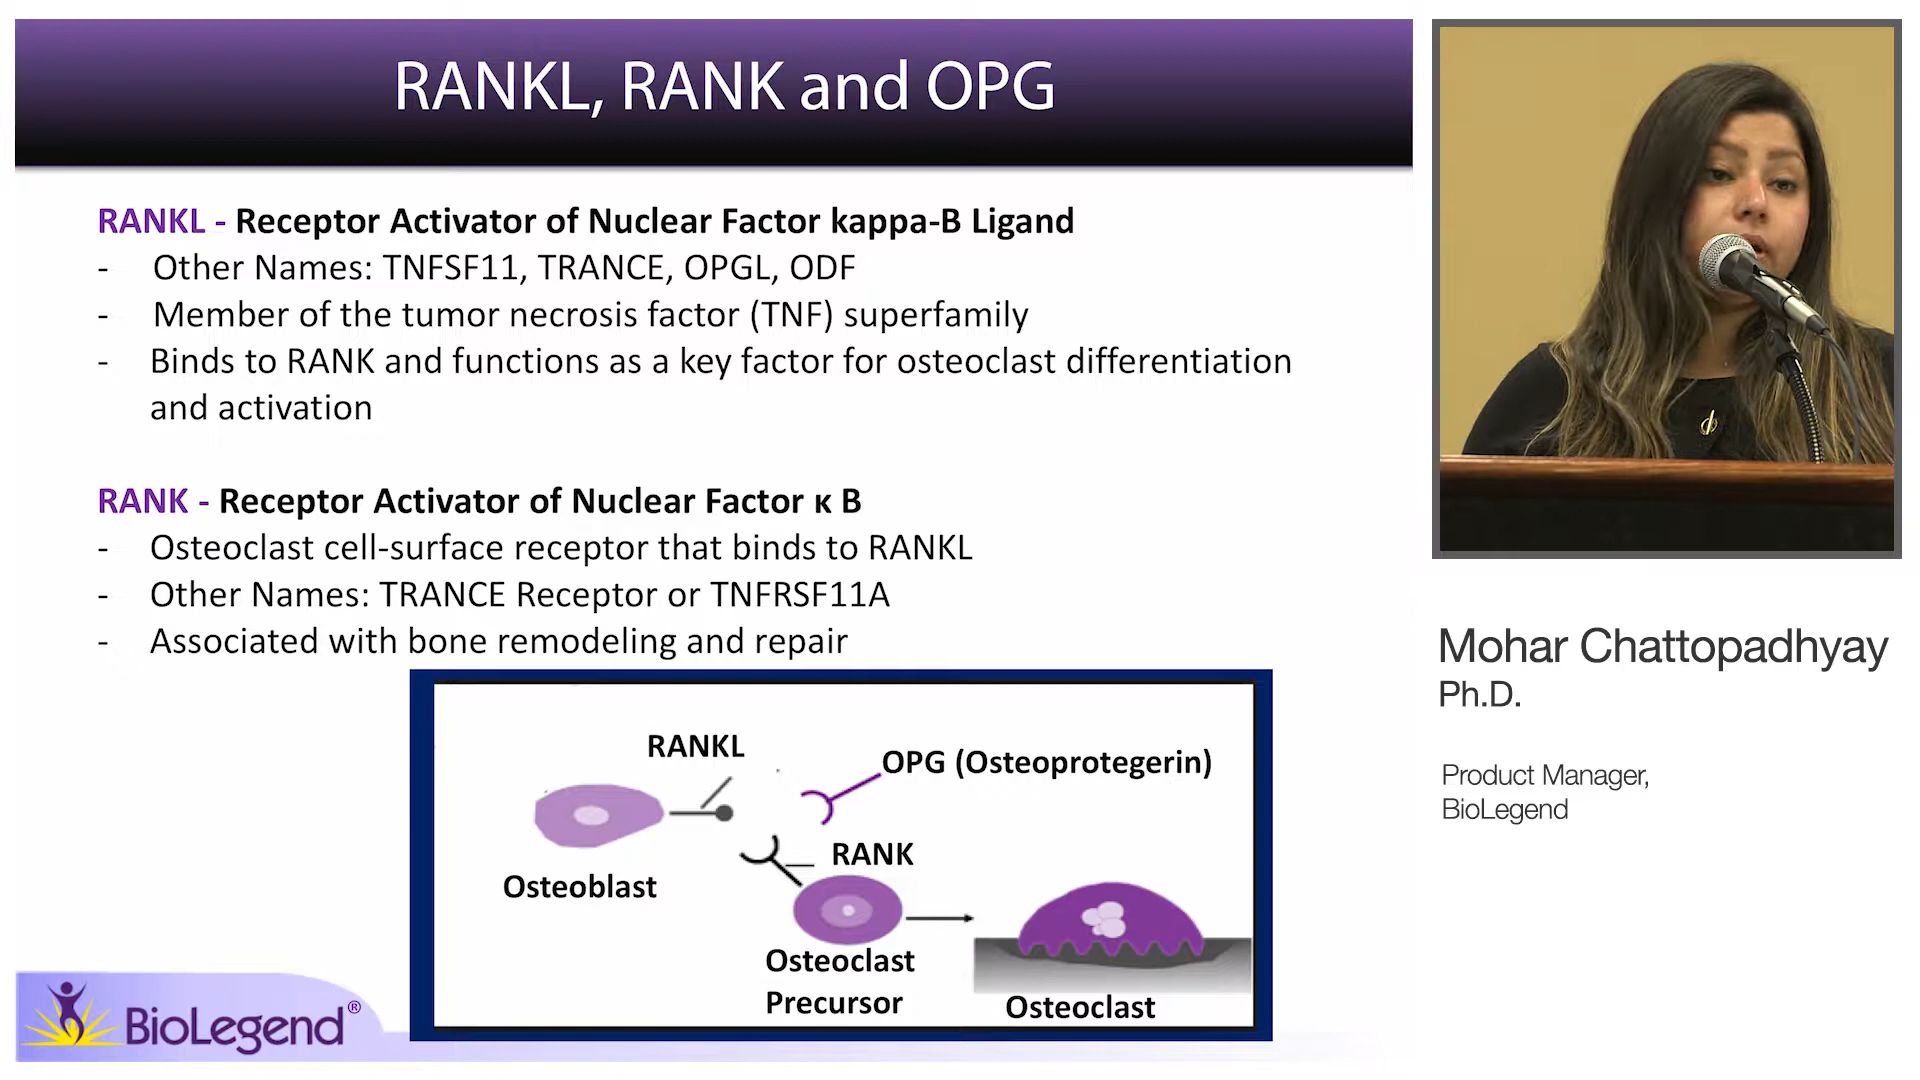 RANKL, RANK and OPG
RANKL - Receptor Activator of Nuclear Factor kappa-B Ligand
- Other Names: TNFSF11, TRANCE, OPGL, ODF
- Member of the tumor necrosis factor (TNF) superfamily
- Binds to RANK and functions as a key factor for osteoclast differentiation
and activation
RANK - Receptor Activator of Nuclear Factor κ B
- Osteoclast cell-surface receptor that binds to RANKL
- Other Names: TRANCE Receptor or TNFRSF11A
- Associated with bone remodeling and repair
RANKL
OPG (Osteoprotegerin)
RANK
Osteoblast
Osteoclast
Precursor
Osteoclast
BioLegend®
Mohar Chattopadhyay
Ph.D.
Product Manager,
BioLegend